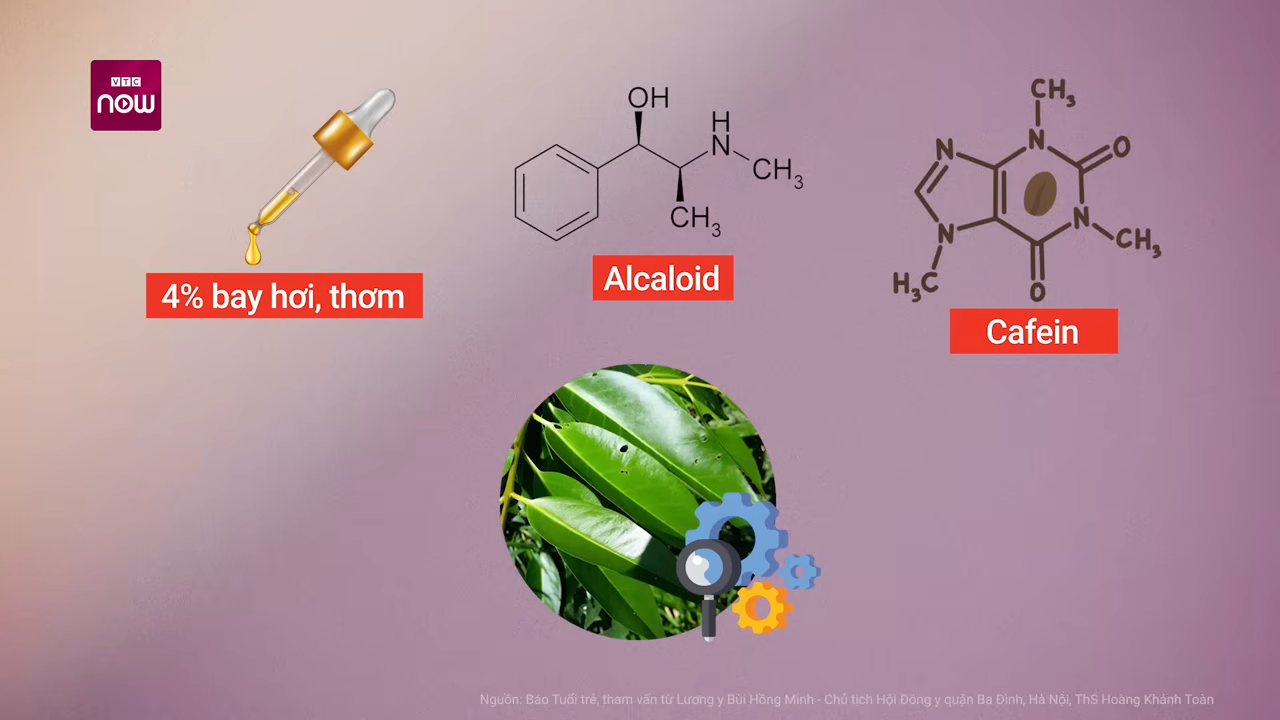 VTC
now
4% bay hơi, thơm
OH
H
N
CH3
CH3
Alcaloid
CH3
N
N
O
N
N
CH3
H3C
O
Cafein
Nguồn: Báo Tuổi trẻ, tham vấn từ Lương y Bùi Hồng Minh - Chủ tịch Hội Đông y quận Ba Đình, Hà Nội, ThS Hoàng Khánh Toàn